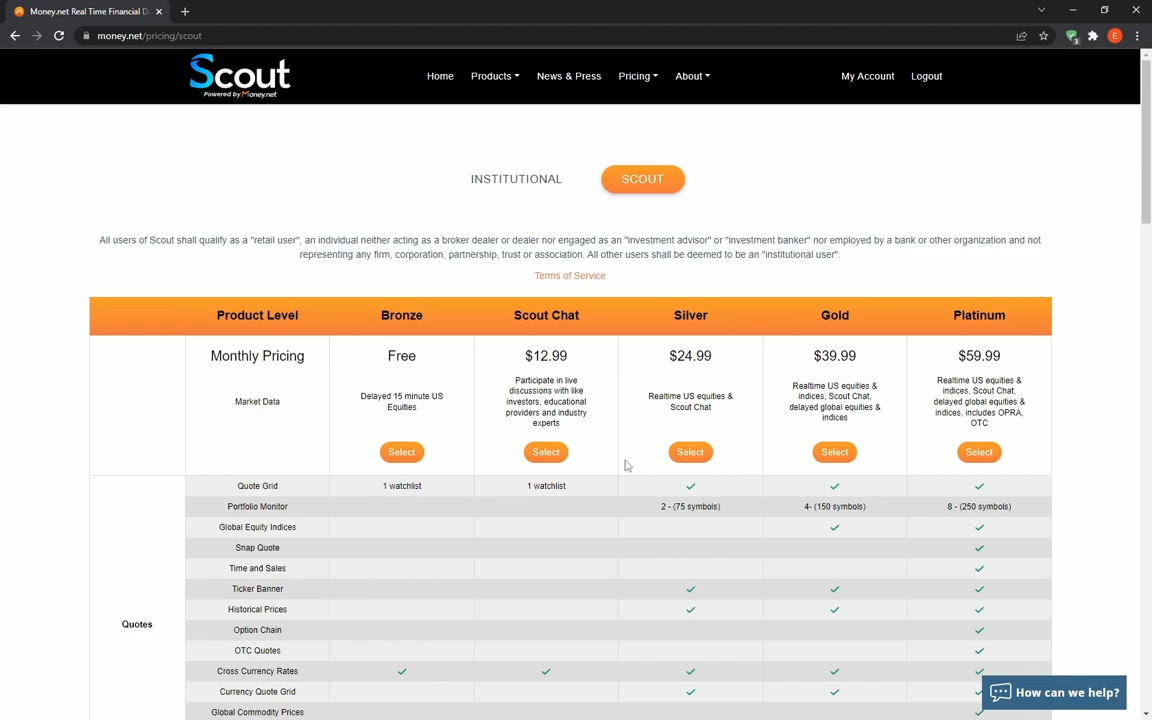 Money.net Real Time Financial D
money.net/pricing/scout
3
E
Scout
Powered by Money.net
Home Products News & Press Pricing About My Account Logout
INSTITUTIONAL SCOUT
All users of Scout shall qualify as a "retail user", an individual neither acting as a broker dealer or dealer nor engaged as an "investment advisor" or "investment banker" nor employed by a bank or other organization and not
representing any firm, corporation, partnership, trust or association. All other users shall be deemed to be an "institutional user".
Terms of Service
Product Level Bronze Scout Chat Silver Gold Platinum
Monthly Pricing Free $12.99 $24.99 $39.99 $59.99
Market Data
Delayed 15 minute US
Equities
Participate in live
discussions with like
investors, educational
providers and industry
experts
Realtime US equities &
Scout Chat
Realtime US equities &
indices, Scout Chat,
delayed global equities &
indices
Realtime US equities &
indices, Scout Chat,
delayed global equities &
indices, includes OPRA,
OTC
Select Select Select Select Select
Quotes
Quote Grid 1 watchlist 1 watchlist
Portfolio Monitor 2 - (75 symbols) 4- (150 symbols) 8 - (250 symbols)
Global Equity Indices
Snap Quote
Time and Sales
Ticker Banner
Historical Prices
Option Chain
OTC Quotes
Cross Currency Rates
Currency Quote Grid
Global Commodity Prices
How can we help?